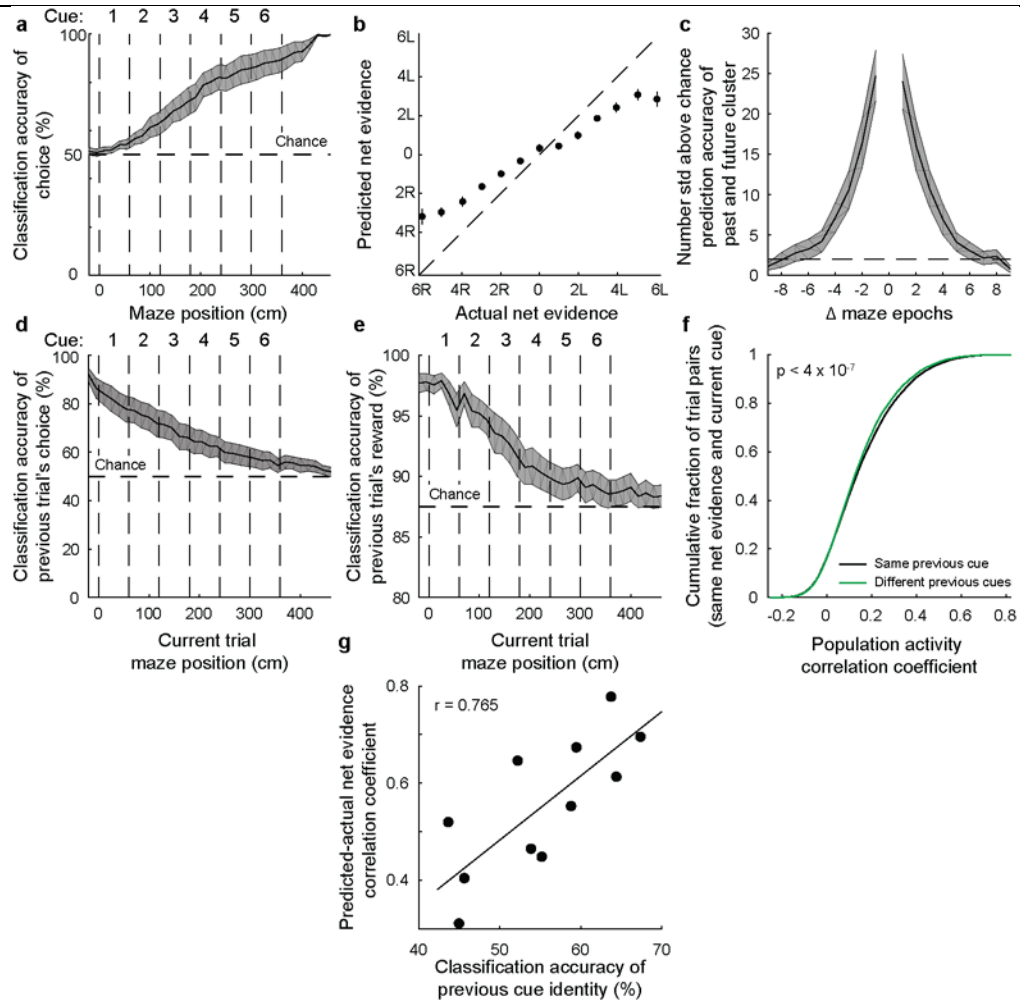 a
Cue: 1 2 3 4 5 6
Classification accuracy of
choice (%)
100
50
0
Chance
0 100 200 300 400
Maze position (cm)
b
Predicted net evidence
6L
4L
2L
0
2R
4R
6R
6R 4R 2R 0 2L 4L 6L
Actual net evidence
c
Number std above chance
prediction accuracy of
past and future cluster
30
25
20
15
10
5
0
-8 -6 -4 -2 0 2 4 6 8
Δ maze epochs
d
Cue: 1 2 3 4 5 6
Classification accuracy of
previous trial's choice (%)
100
80
60
40
20
0
Chance
0 100 200 300 400
Current trial
maze position (cm)
e
Cue: 1 2 3 4 5 6
Classification accuracy of
previous trial's reward (%)
100
95
90
85
80
Chance
0 100 200 300 400
Current trial
maze position (cm)
f
Cumulative fraction of trial pairs
(same net evidence and current cue)
1
0.8
0.6
0.4
0.2
0
p < 4 x 10⁻⁷
Same previous cue
Different previous cues
-0.2 0 0.2 0.4 0.6 0.8
Population activity
correlation coefficient
g
Predicted-actual net evidence
correlation coefficient
0.8
0.6
0.4
r = 0.765
40 50 60 70
Classification accuracy of
previous cue identity (%)